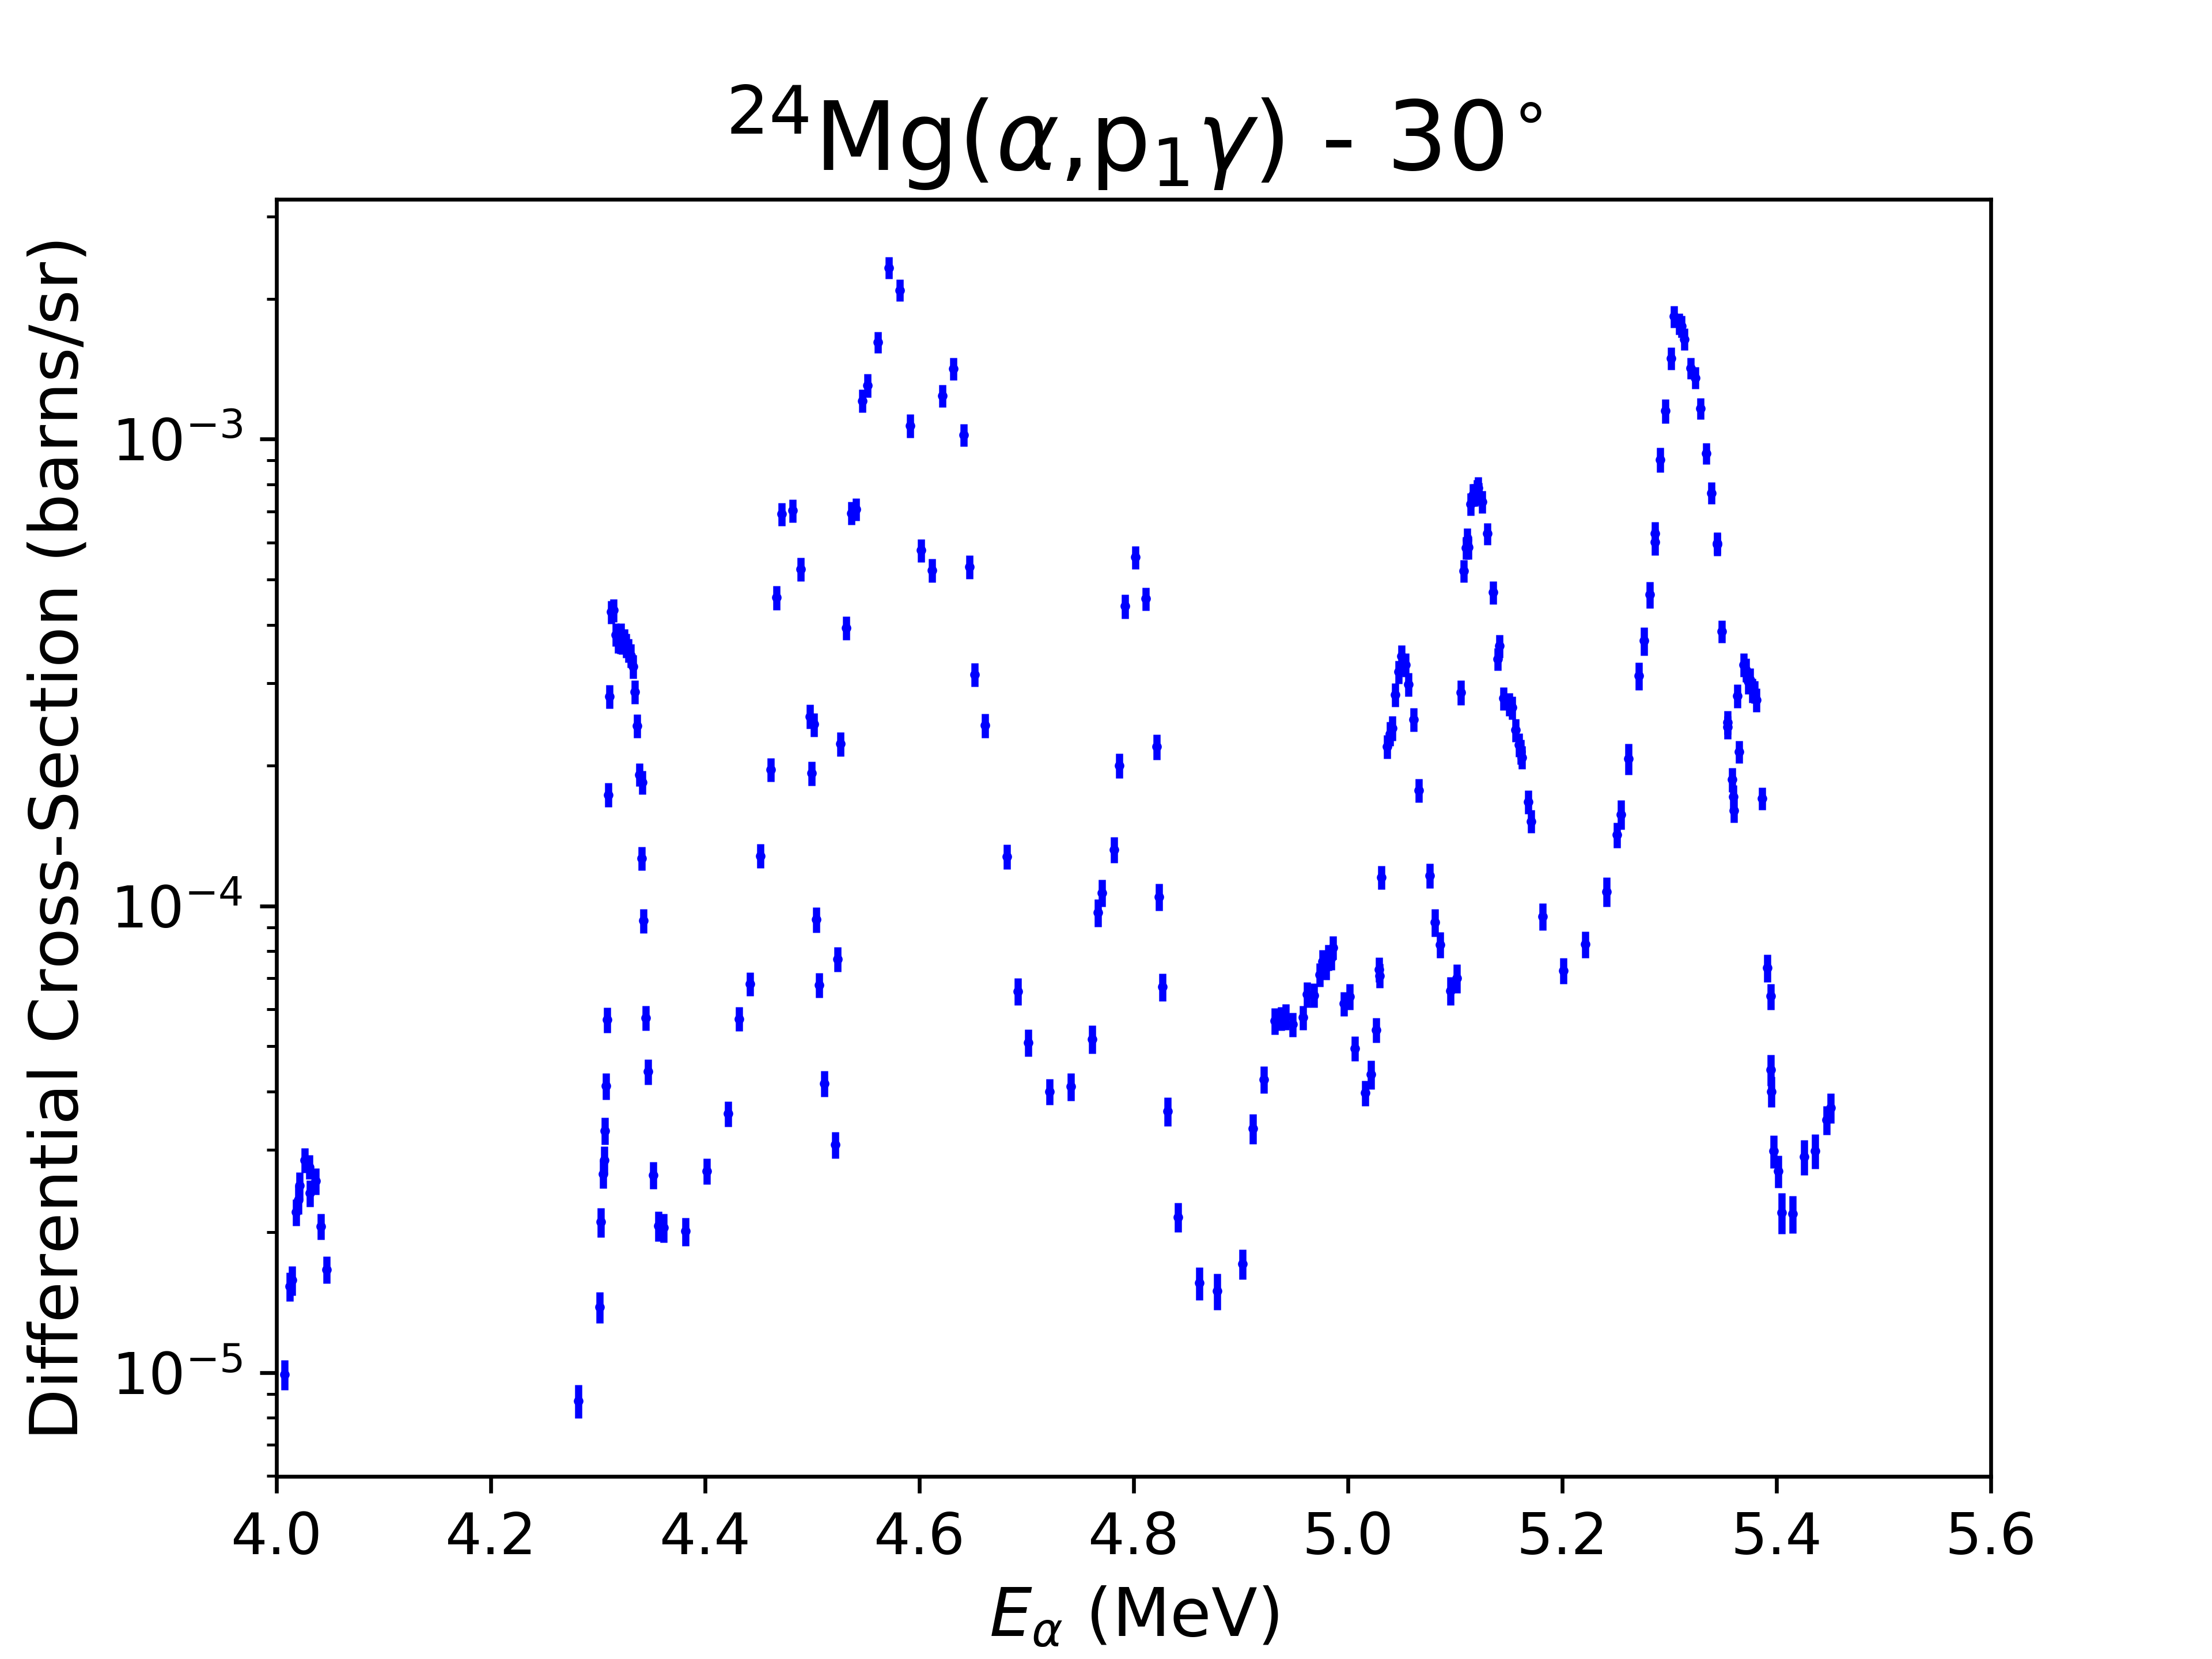 ²⁴Mg(α,p₁γ) - 30°
Differential Cross-Section (barns/sr)
10⁻³
10⁻⁴
10⁻⁵
4.0 4.2 4.4 4.6 4.8 5.0 5.2 5.4 5.6
E_α (MeV)